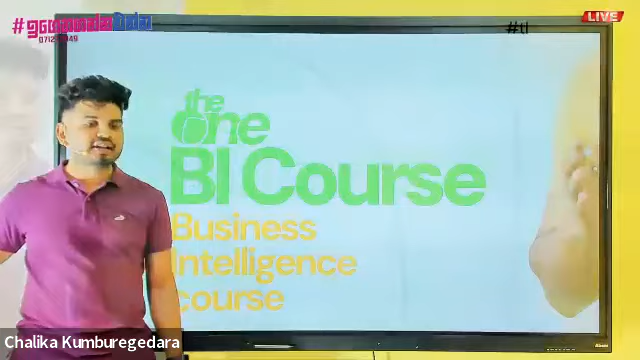 LIVE
the
one
BI Course
Business
Intelligence
course
Chalika Kumburegedara